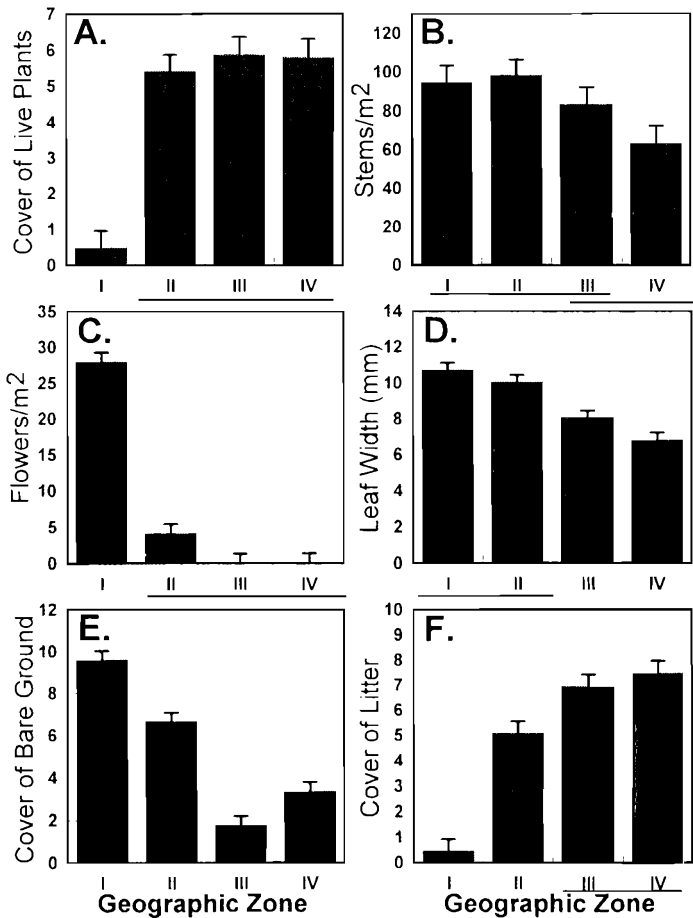 A.
Cover of Live Plants
7
6
5
4
3
2
1
0
I II III IV
B.
Stems/m2
120
100
80
60
40
20
0
I II III IV
C.
Flowers/m2
35
30
25
20
15
10
5
0
I II III IV
D.
Leaf Width (mm)
14
12
10
8
6
4
2
0
I II III IV
E.
Cover of Bare Ground
12
10
8
6
4
2
0
I II III IV
Geographic Zone
F.
Cover of Litter
10
9
8
7
6
5
4
3
2
1
0
I II III IV
Geographic Zone